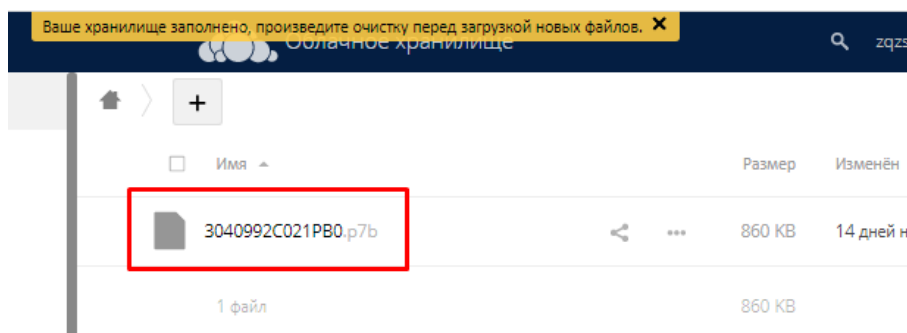 Ваше хранилище заполнено, произведите очистку перед загрузкой новых файлов. ×
Облачное хранилище
zqzs
+
Имя
Размер
Изменён
3040992C021PB0.p7b
860 KB
14 дней н
1 файл
860 KB